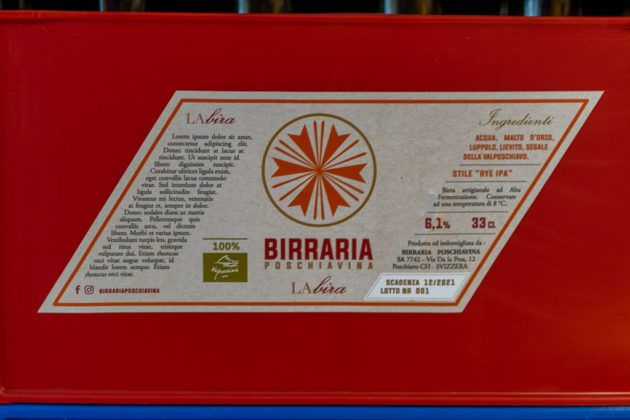 LAbira
Lorem ipsum dolor sit amet,
consectetur adipiscing elit.
Donec tincidunt at lacus at
tincidunt. Ut suscipit ante id
libero dignissim suscipit.
Curabitur ultrices ligula enim,
eget convallis lacus commodo
vitae. Sed interdum dolor at
ligula sollicitudin feugiat.
Vivamus mi lectus, venenatis
at feugiat et, semper in dolor.
Donec sodales diam ut mattis
aliquam. Pellentesque quis
convallis arcu, vel dictum
libero. Morbi et varius ipsum.
Vestibulum turpis leo, gravida
sed risus vitae, tristique
vulputate dui. Etiam rhoncus
orci vitae augue volutpat, id
blandit lorem semper. Etiam
rhoncus orci vitae.
BIRRARIAPOSCHIAVINA
100%
Valposchiavo
BIRRARIA
POSCHIAVINA
LAbira
Ingredienti
ACQUA, MALTO D'ORZO,
LUPPOLO, LIEVITO, SEGALE
DELLA VALPOSCHIAVO.
STILE "RYE IPA"
Birra artigianale ad Alta
Fermentazione. Conservare
ad una temperatura di 8 °C.
6,1% 33 CL
Prodotta ed imbottigliata da:
BIRRARIA POSCHIAVINA
SA 7742 - Via Da la Pesa, 12
Poschiavo CH - SVIZZERA
SCADENZA 12/2021
LOTTO NR 001